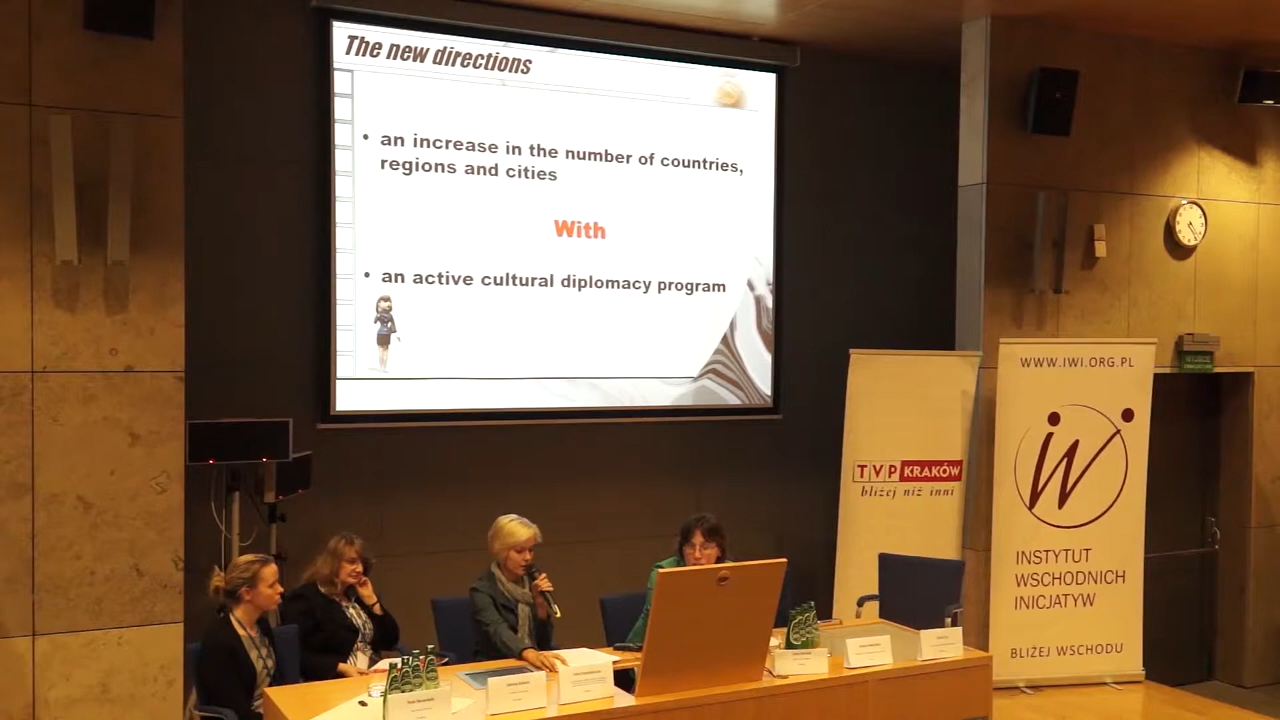 The new directions
• an increase in the number of countries,
regions and cities
With
• an active cultural diplomacy program
TVP KRAKÓW
bliżej niż inni
WWW.IWI.ORG.PL
iwi
INSTYTUT
WSCHODNICH
INICJATYW
BLIŻEJ WSCHODU